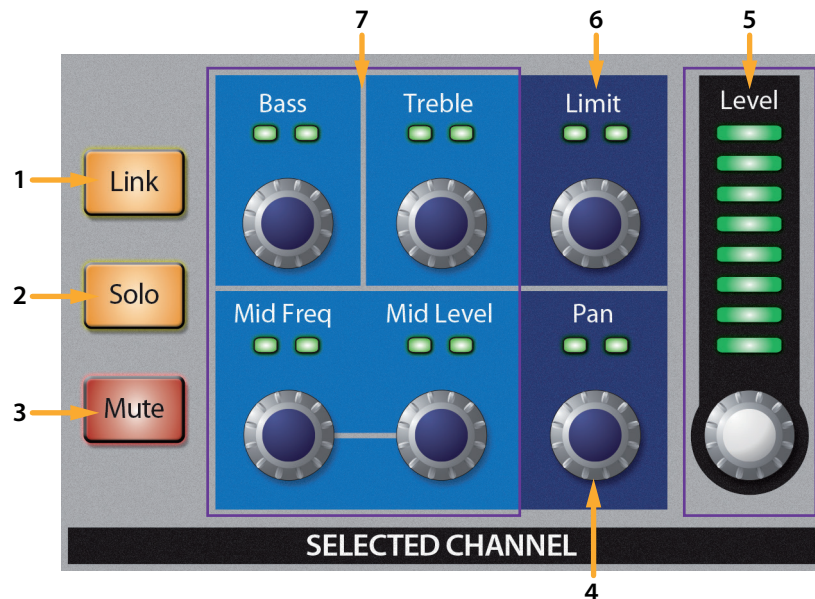 7 6 5
Bass Treble Limit Level
1 Link
2 Solo
Mid Freq Mid Level Pan
3 Mute
SELECTED CHANNEL
4